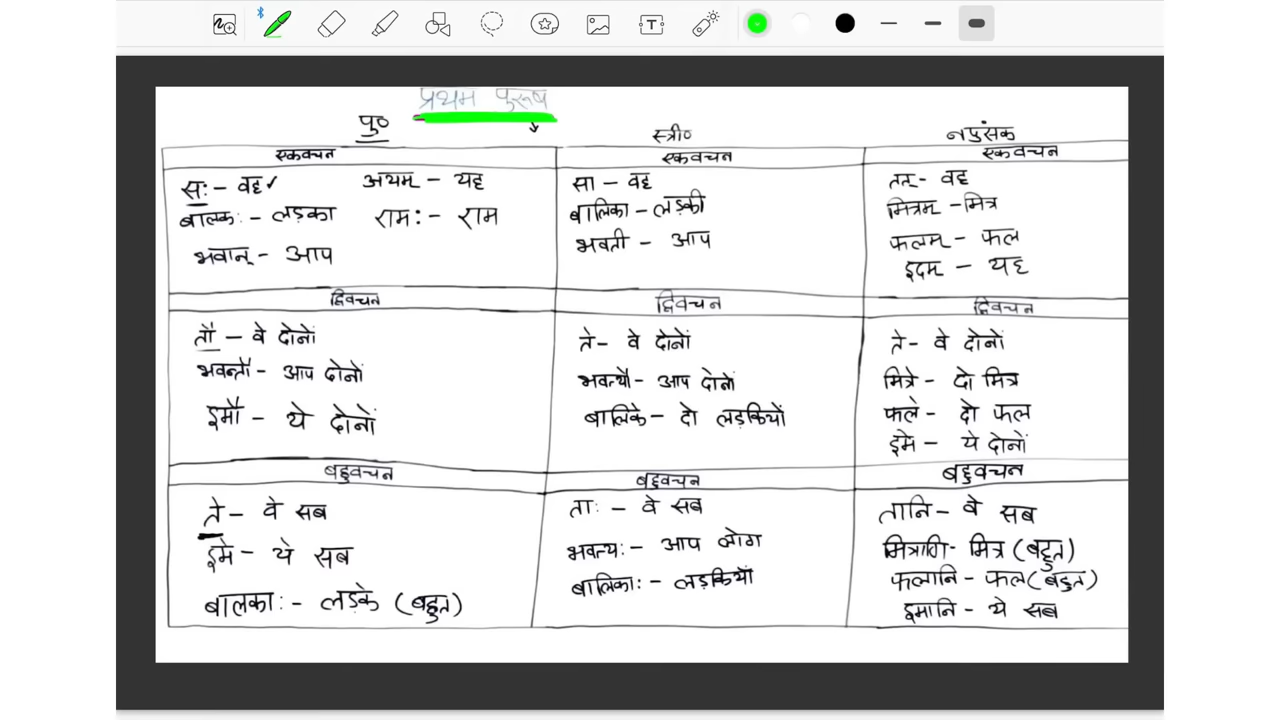 प्रथम पुरूष
पु०
स्त्री०
नपुंसक
एकवचन
एकवचन
एकवचन
सः - वह
अयम् - यह
बालकः - लड़का
रामः - राम
भवान् - आप
सा - वह
बालिका - लड़की
भवती - आप
तत् - वह
मित्रम् - मित्र
फलम् - फल
इदम् - यह
द्विवचन
द्विवचन
द्विवचन
तौ - वे दोनों
भवन्तौ - आप दोनों
इमौ - ये दोनों
ते - वे दोनों
भवत्यौ - आप दोनों
बालिके - दो लड़कियों
ते - वे दोनों
मित्रे - दो मित्र
फले - दो फल
इमे - ये दोनों
बहुवचन
बहुवचन
बहुवचन
ते - वे सब
इमे - ये सब
बालकाः - लड़के (बहुत)
ताः - वे सब
भवत्यः - आप लोग
बालिकाः - लड़कियाँ
तानि - वे सब
मित्राणि - मित्र (बहुत)
फलानि - फल (बहुत)
इमानि - ये सब